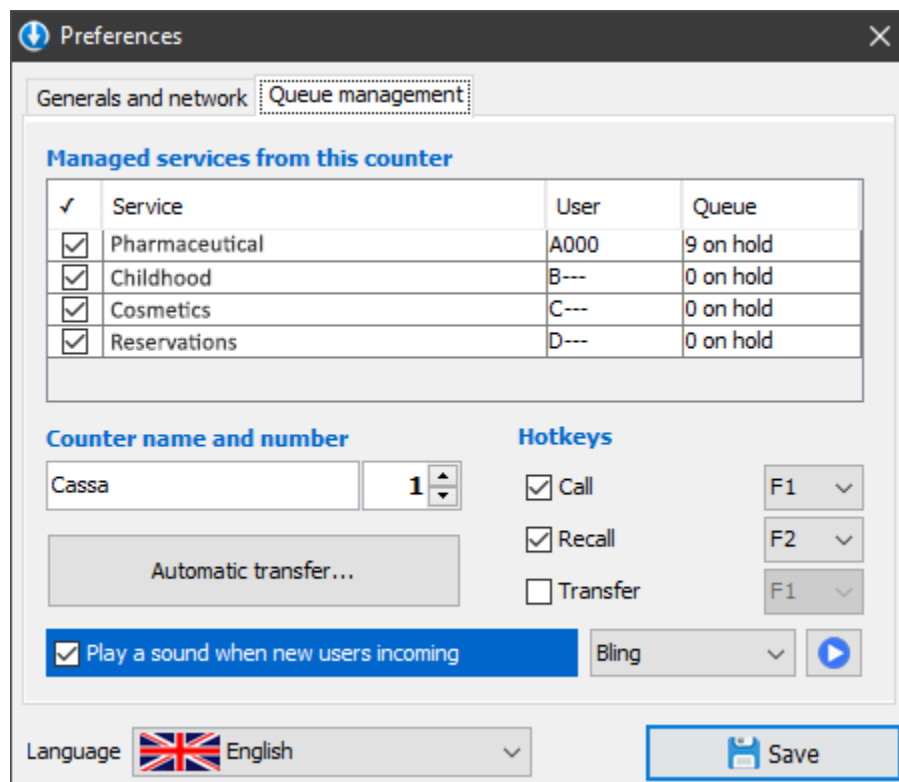 Preferences
Generals and network Queue management
Managed services from this counter
✓ Service User Queue
Pharmaceutical A000 9 on hold
Childhood B--- 0 on hold
Cosmetics C--- 0 on hold
Reservations D--- 0 on hold
Counter name and number Hotkeys
Cassa 1 Call F1
Recall F2
Automatic transfer...
Transfer F1
Play a sound when new users incoming Bling
Language English Save